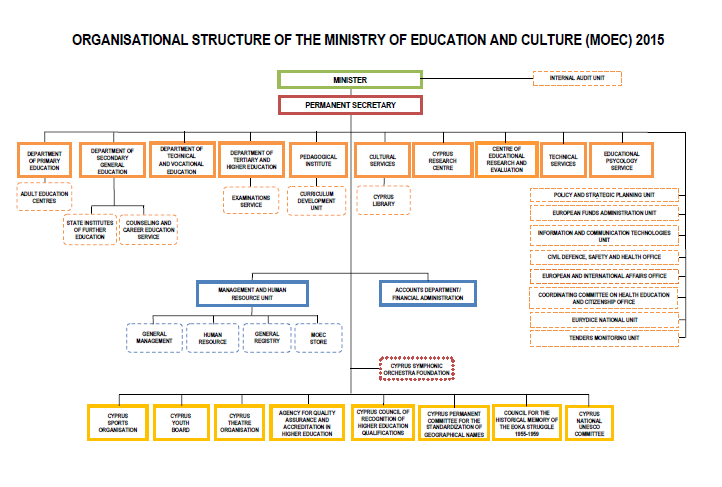 ORGANISATIONAL STRUCTURE OF THE MINISTRY OF EDUCATION AND CULTURE (MOEC) 2015
MINISTER
INTERNAL AUDIT UNIT
PERMANENT SECRETARY
DEPARTMENT
OF PRIMARY
EDUCATION
DEPARTMENT OF
SECONDARY
GENERAL
EDUCATION
DEPARTMENT OF
TECHNICAL
AND VOCATIONAL
EDUCATION
DEPARTMENT OF
TERTIARY AND
HIGHER EDUCATION
PEDAGOGICAL
INSTITUTE
CULTURAL
SERVICES
CYPRUS
RESEARCH
CENTRE
CENTRE OF
EDUCATIONAL
RESEARCH AND
EVALUATION
TECHNICAL
SERVICES
EDUCATIONAL
PSYCOLOGY
SERVICE
ADULT EDUCATION
CENTRES
STATE INSTITUTES
OF FURTHER
EDUCATION
COUNSELING AND
CAREER EDUCATION
SERVICE
EXAMINATIONS
SERVICE
CURRICULUM
DEVELOPMENT
UNIT
CYPRUS
LIBRARY
POLICY AND STRATEGIC PLANNING UNIT
EUROPEAN FUNDS ADMINISTRATION UNIT
INFORMATION AND COMMUNICATION TECHNOLOGIES
UNIT
CIVIL DEFENCE, SAFETY AND HEALTH OFFICE
EUROPEAN AND INTERNATIONAL AFFAIRS OFFICE
COORDINATING COMMITTEE ON HEALTH EDUCATION
AND CITIZENSHIP OFFICE
EURYDICE NATIONAL UNIT
TENDERS MONITORING UNIT
MANAGEMENT AND HUMAN
RESOURCE UNIT
ACCOUNTS DEPARTMENT/
FINANCIAL ADMINISTRATION
GENERAL
MANAGEMENT
HUMAN
RESOURCE
GENERAL
REGISTRY
MOEC
STORE
CYPRUS SYMPHONIC
ORCHESTRA FOUNDATION
CYPRUS
SPORTS
ORGANISATION
CYPRUS
YOUTH
BOARD
CYPRUS
THEATRE
ORGANISATION
AGENCY FOR QUALITY
ASSURANCE AND
ACCREDITATION IN
HIGHER EDUCATION
CYPRUS COUNCIL OF
RECOGNITION OF
HIGHER EDUCATION
QUALIFICATIONS
CYPRUS PERMANENT
COMMITTEE FOR THE
STANDARDIZATION OF
GEOGRAPHICAL NAMES
COUNCIL FOR THE
HISTORICAL MEMORY OF
THE EOKA STRUGGLE
1955-1959
CYPRUS
NATIONAL
UNESCO
COMMITTEE